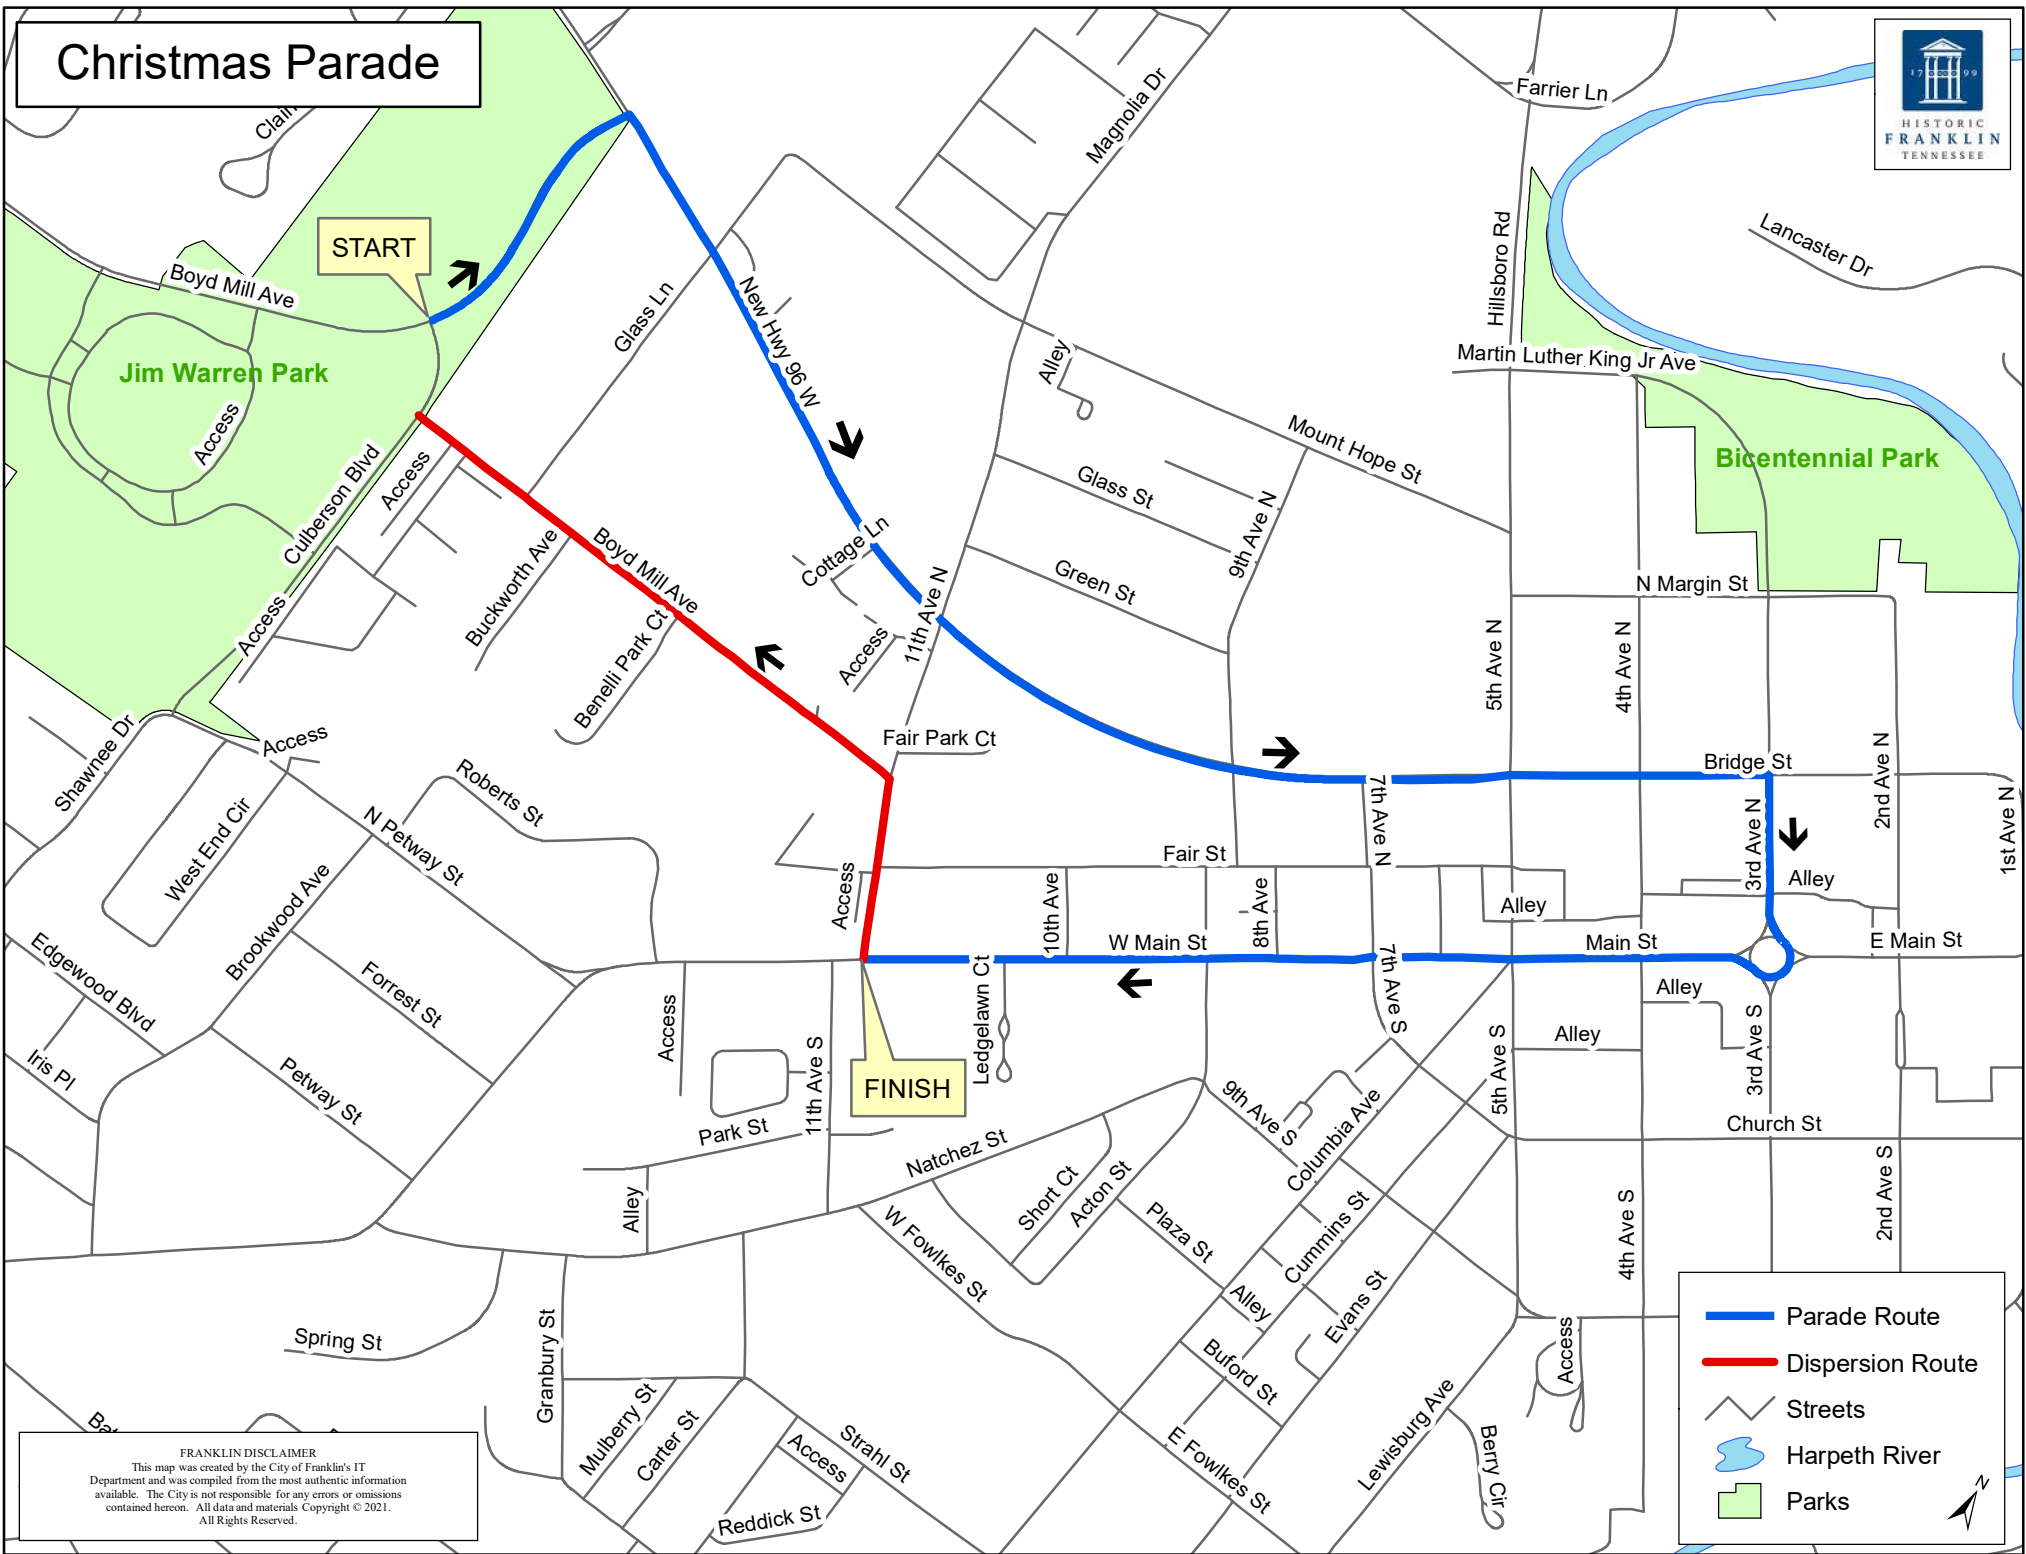 Christmas Parade
17 99
HISTORIC
FRANKLIN
TENNESSEE
START
Boyd Mill Ave
Jim Warren Park
Access
Culberson Blvd
Access
Access
Glass Ln
New Hwy 96 W
Magnolia Dr
Farrier Ln
Hillsboro Rd
Lancaster Dr
Martin Luther King Jr Ave
Alley
Mount Hope St
Bicentennial Park
Glass St
9th Ave N
Green St
Cottage Ln
Boyd Mill Ave
Buckworth Ave
Benelli Park Ct
Access
11th Ave N
N Margin St
5th Ave N
4th Ave N
Fair Park Ct
Shawnee Dr
Access
Roberts St
West End Cir
N Petway St
Brookwood Ave
Bridge St
7th Ave N
3rd Ave N
2nd Ave N
1st Ave N
Fair St
Access
10th Ave
8th Ave
Alley
Alley
W Main St
Main St
E Main St
Edgewood Blvd
Forrest St
Iris Pl
Petway St
Access
11th Ave S
FINISH
Ledgelawn Ct
7th Ave S
Alley
Alley
5th Ave S
3rd Ave S
Park St
Natchez St
9th Ave S
Columbia Ave
Church St
Alley
Short Ct
Acton St
W Fowlkes St
Plaza St
Cummins St
Alley
Evans St
Buford St
4th Ave S
2nd Ave S
Spring St
Granbury St
Mulberry St
Carter St
Access
Strahl St
Reddick St
E Fowlkes St
Lewisburg Ave
Berry Cir
Access
Parade Route
Dispersion Route
Streets
Harpeth River
Parks
N
FRANKLIN DISCLAIMER
This map was created by the City of Franklin's IT
Department and was compiled from the most authentic information
available. The City is not responsible for any errors or omissions
contained hereon. All data and materials Copyright © 2021.
All Rights Reserved.